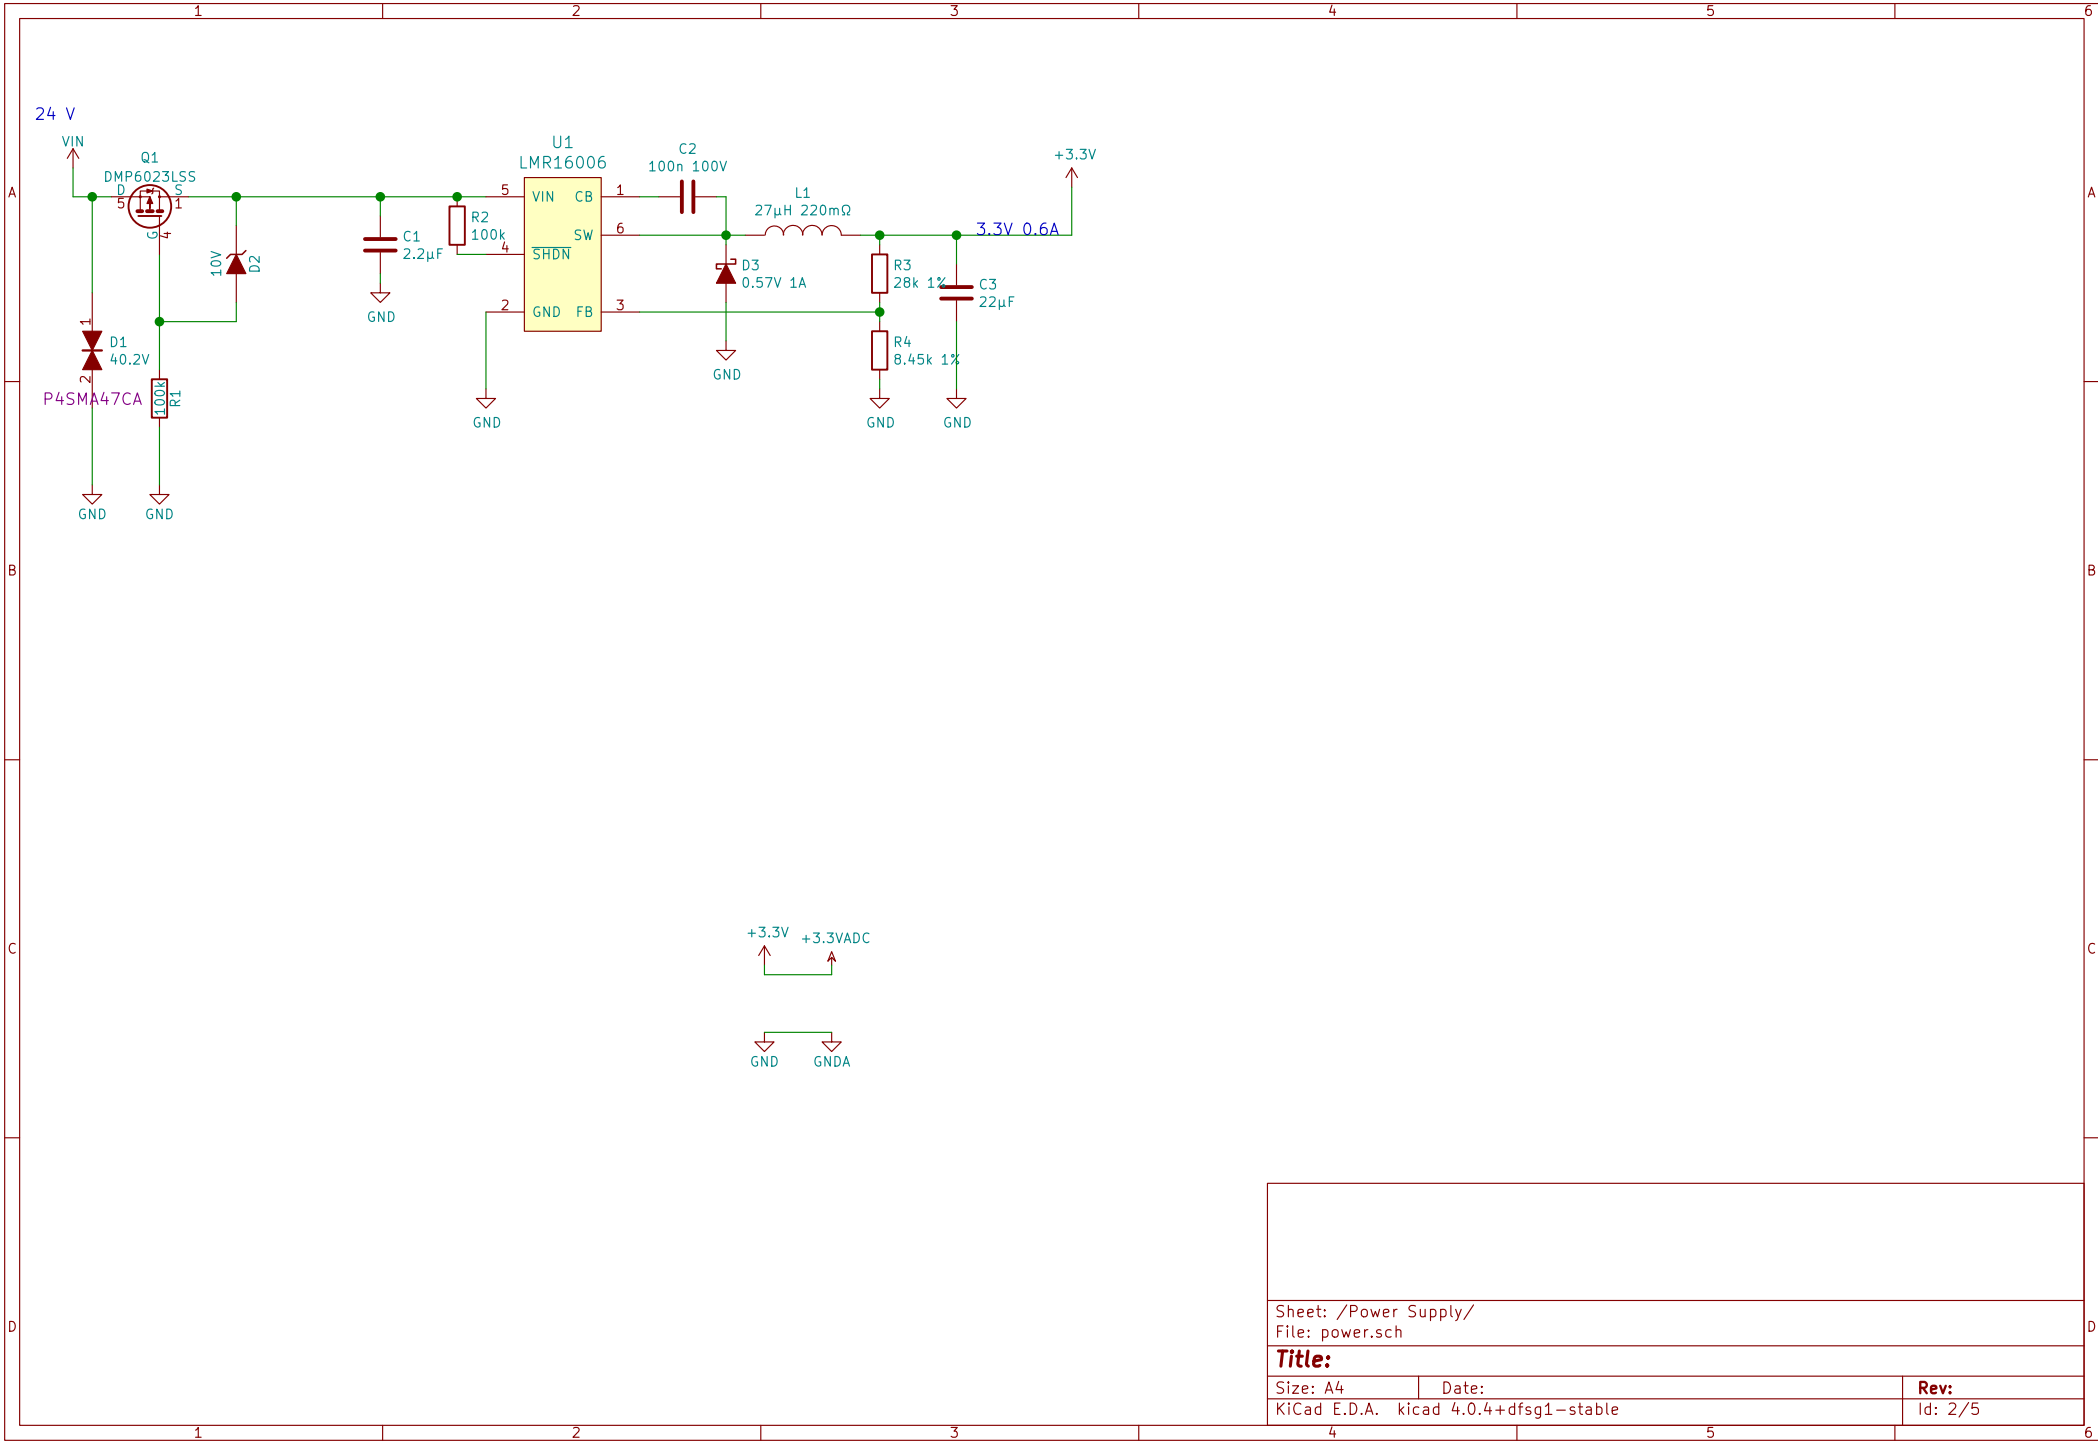 1 2 3 4 5 6
24 V
VIN
Q1
DMP6023LSS
D S
5 1
G 4
10V D2
1
D1
40.2V
2
P4SMA47CA
100k R1
GND
GND
C1
2.2µF
GND
R2
100k
U1
LMR16006
5 VIN CB 1
SW 6
4 SHDN
2 GND FB 3
GND
C2
100n 100V
D3
0.57V 1A
GND
L1
27µH 220mΩ
R3
28k 1%
R4
8.45k 1%
GND
3.3V 0.6A
C3
22µF
GND
+3.3V
A A
B B
C C
D D
+3.3V +3.3VADC
GND GNDA
Sheet: /Power Supply/
File: power.sch
Title:
Size: A4 Date: Rev:
KiCad E.D.A. kicad 4.0.4+dfsg1-stable Id: 2/5
1 2 3 4 5 6